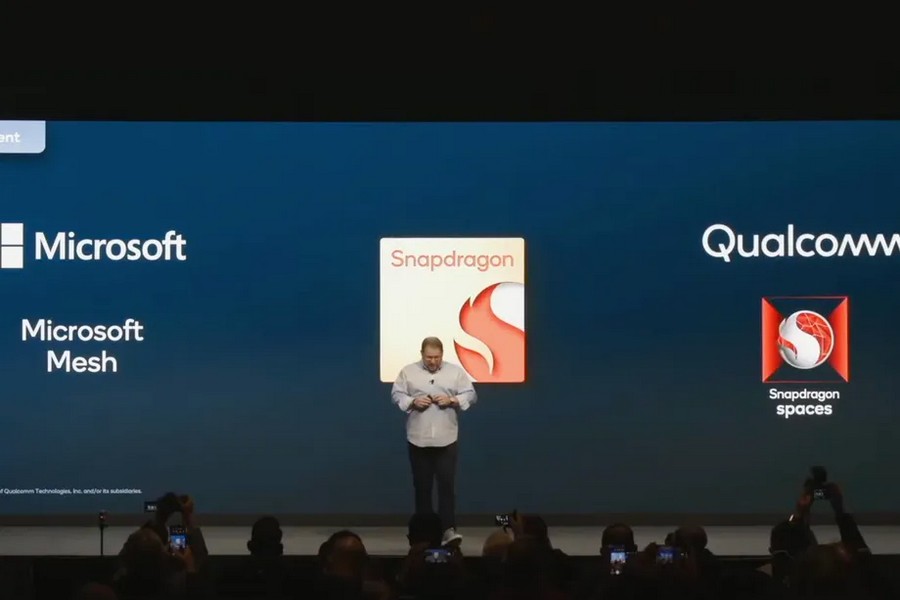 ent
Microsoft
Microsoft
Mesh
Snapdragon
Qualcomm
Snapdragon
spaces
of Qualcomm Technologies, Inc. and/or its subsidiaries.